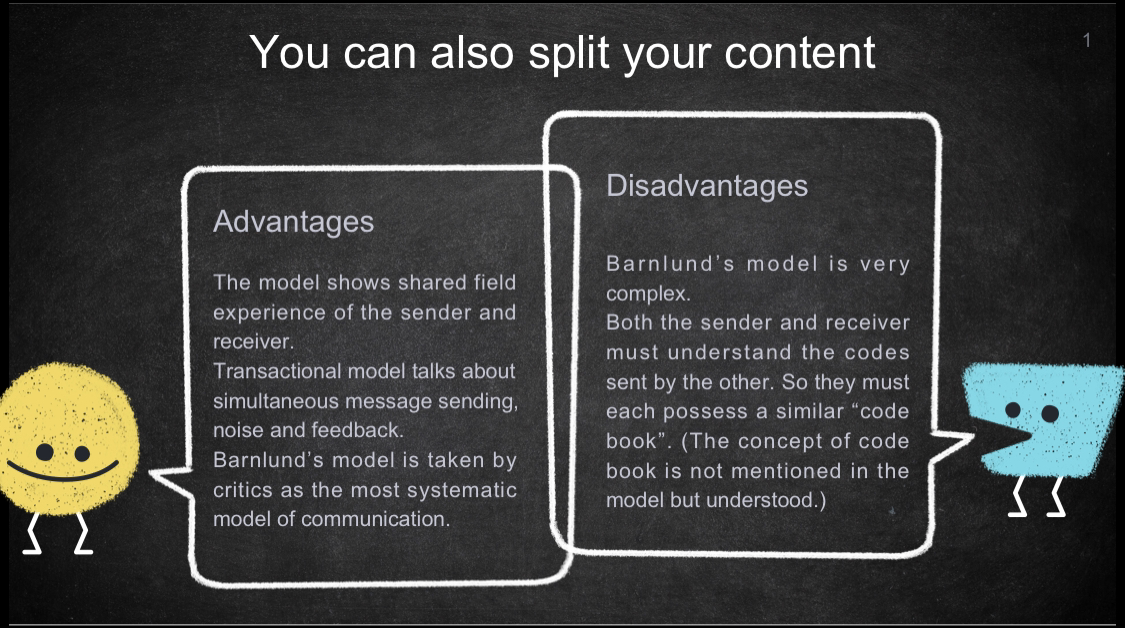 You can also split your content
1
Advantages
The model shows shared field
experience of the sender and
receiver.
Transactional model talks about
simultaneous message sending,
noise and feedback.
Barnlund’s model is taken by
critics as the most systematic
model of communication.
Disadvantages
Barnlund’s model is very
complex.
Both the sender and receiver
must understand the codes
sent by the other. So they must
each possess a similar “code
book”. (The concept of code
book is not mentioned in the
model but understood.)